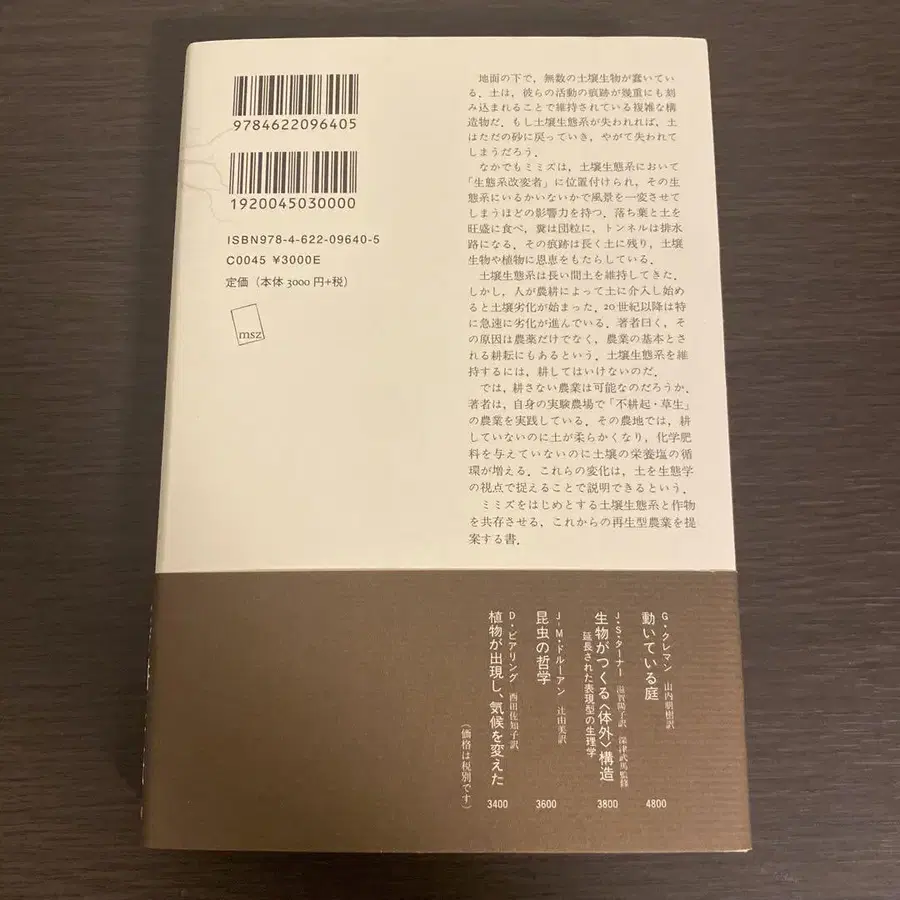 9784622096405
1920045030000
ISBN978-4-622-09640-5
C0045 ¥3000E
定価（本体 3000 円+税）
msz
地面の下で，無数の土壌生物が蠢いてい
る．土は，彼らの活動の痕跡が幾重にも刻
み込まれることで維持されている複雑な構
造物だ．もし土壌生態系が失われれば，土
はただの砂に戻っていき，やがて失われて
しまうだろう．
なかでもミミズは，土壌生態系において
「生態系改変者」に位置付けられ，その生
態系にいるかいないかで風景を一変させて
しまうほどの影響力を持つ．落ち葉と土を
旺盛に食べ，糞は団粒に，トンネルは排水
路になる．その痕跡は長く土に残り，土壌
生物や植物に恩恵をもたらしている．
土壌生態系は長い間土を維持してきた．
しかし，人が農耕によって土に介入し始め
ると土壌劣化が始まった．20世紀以降は特
に急速に劣化が進んでいる．著者曰く，そ
の原因は農薬だけでなく，農業の基本とさ
れる耕耘にもあるという．土壌生態系を維
持するには，耕してはいけないのだ．
では，耕さない農業は可能なのだろうか．
著者は，自身の実験農場で「不耕起・草生」
の農業を実践している．その農地では，耕
していないのに土が柔らかくなり，化学肥
料を与えていないのに土壌の栄養塩の循
環が増える．これらの変化は，土を生態学
の視点で捉えることで説明できるという．
ミミズをはじめとする土壌生態系と作物
を共存させる，これからの再生型農業を提
案する書．
G・クレマン 山内朋樹訳
動いている庭 4800
J・S・ターナー 滋賀陽子訳 深津武馬監修
生物がつくる〈体外〉構造 3800
延長された表現型の生理学
J-M・ドルーアン 辻由美訳
昆虫の哲学 3600
D・ビアリング 西田佐知子訳
植物が出現し、気候を変えた 3400
（価格は税別です）